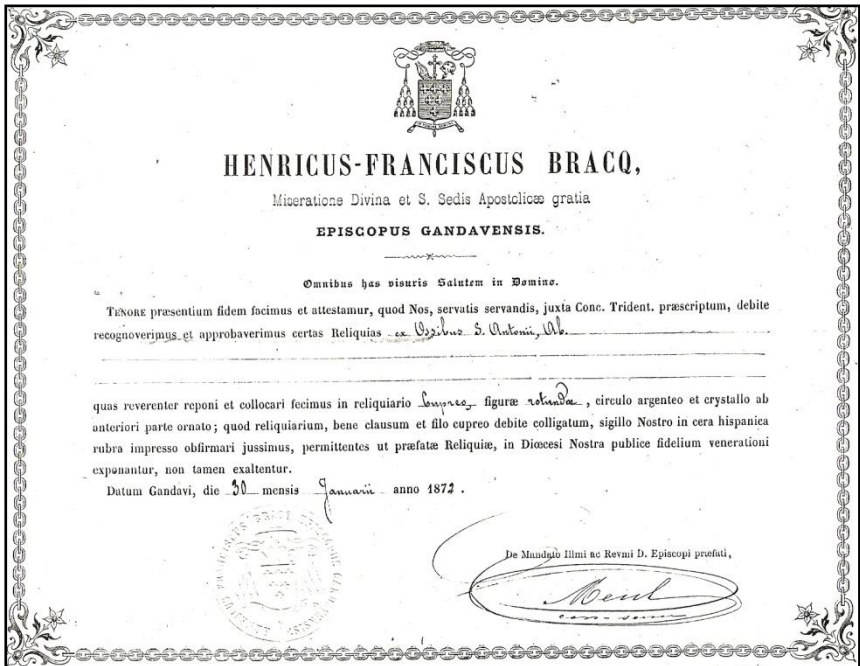 HENRICUS-FRANCISCUS BRACQ,
Miseratione Divina et S. Sedis Apostolicæ gratia
EPISCOPUS GANDAVENSIS.
Omnibus has visuris Salutem in Domino.
TENORE præsentium fidem facimus et attestamur, quod Nos, servatis servandis, juxta Conc. Trident. præscriptum, debite
recognoverimus et approbaverimus certas Reliquias ex Ossibus S. Antonii, Ab.
quas reverenter reponi et collocari fecimus in reliquiario Cupreo, figuræ rotundæ, circulo argenteo et crystallo ab
anteriori parte ornato; quod reliquiarium, bene clausum et filo cupreo debite colligatum, sigillo Nostro in cera hispanica
rubra impresso obfirmari jussimus, permittentes ut præfatæ Reliquiæ, in Diœcesi Nostra publice fidelium venerationi
exponantur, non tamen exaltentur.
Datum Gandavi, die 30 mensis Januarii anno 1872.
De Mandato Illmi ac Revmi D. Episcopi præfati,